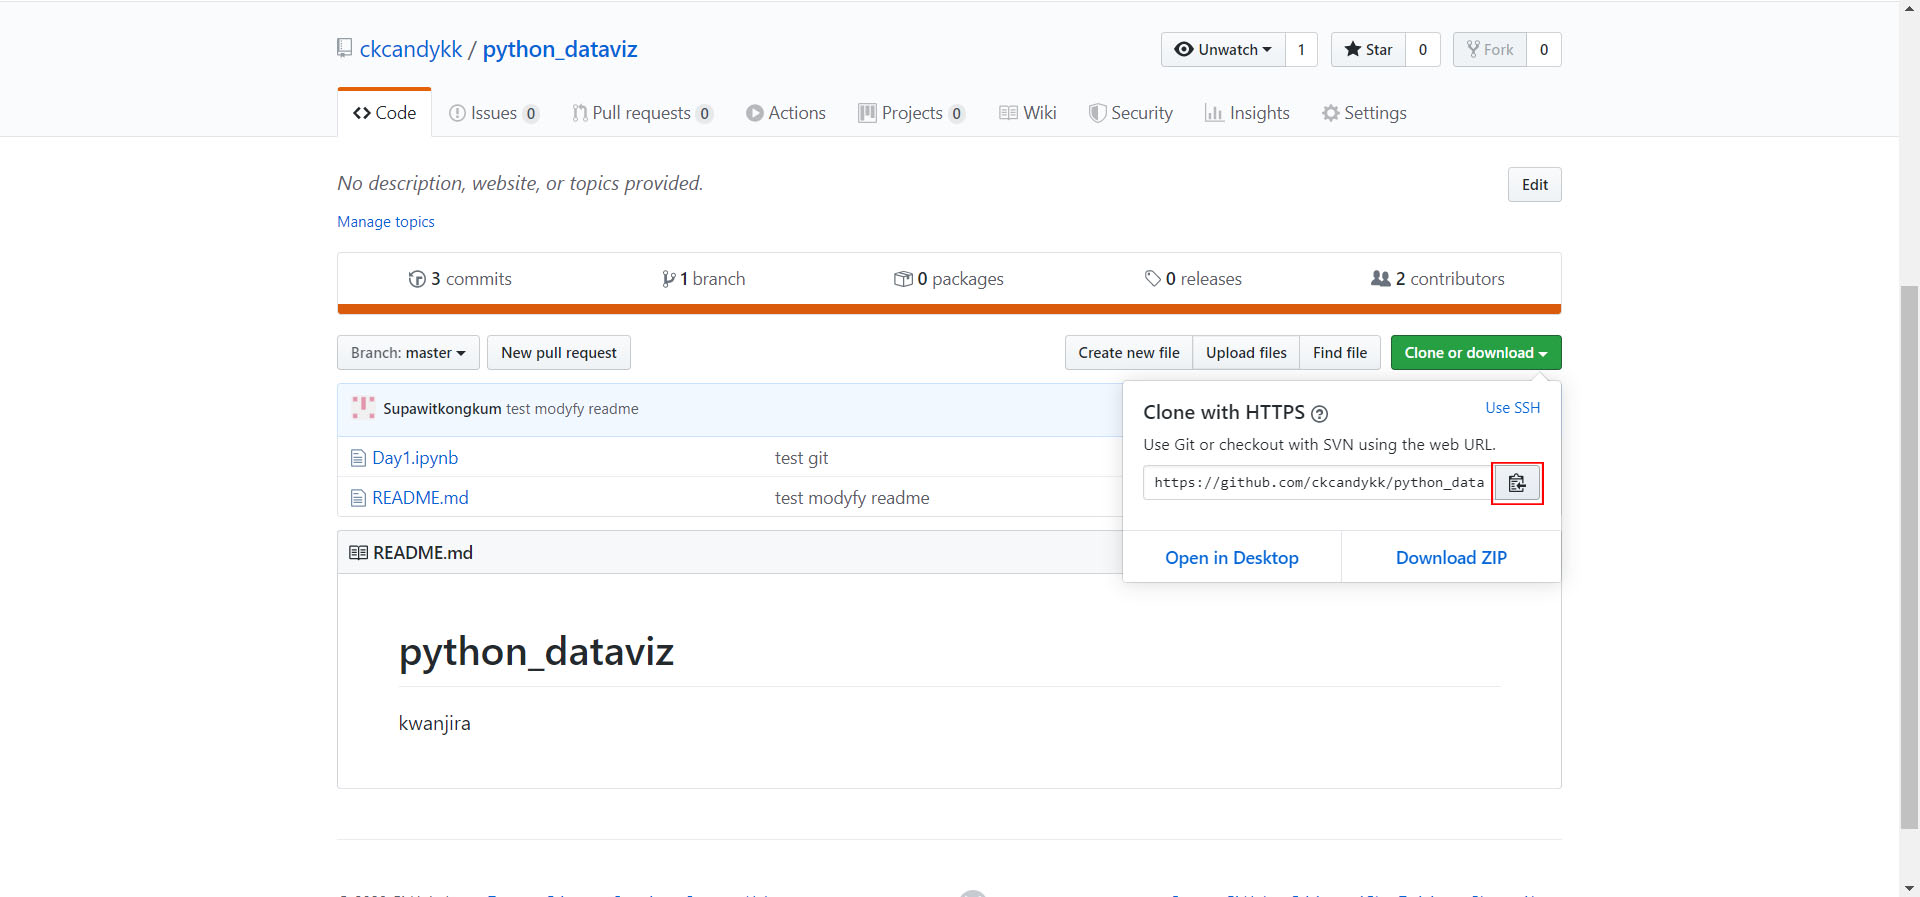 ckcandykk / python_dataviz
Unwatch 1 Star 0 Fork 0
Code Issues 0 Pull requests 0 Actions Projects 0 Wiki Security Insights Settings
No description, website, or topics provided.
Edit
Manage topics
3 commits 1 branch 0 packages 0 releases 2 contributors
Branch: master New pull request Create new file Upload files Find file Clone or download
Supawitkongkum test modyfy readme
Day1.ipynb test git
README.md test modyfy readme
Clone with HTTPS Use SSH
Use Git or checkout with SVN using the web URL.
https://github.com/ckcandykk/python_data
Open in Desktop Download ZIP
README.md
python_dataviz
kwanjira